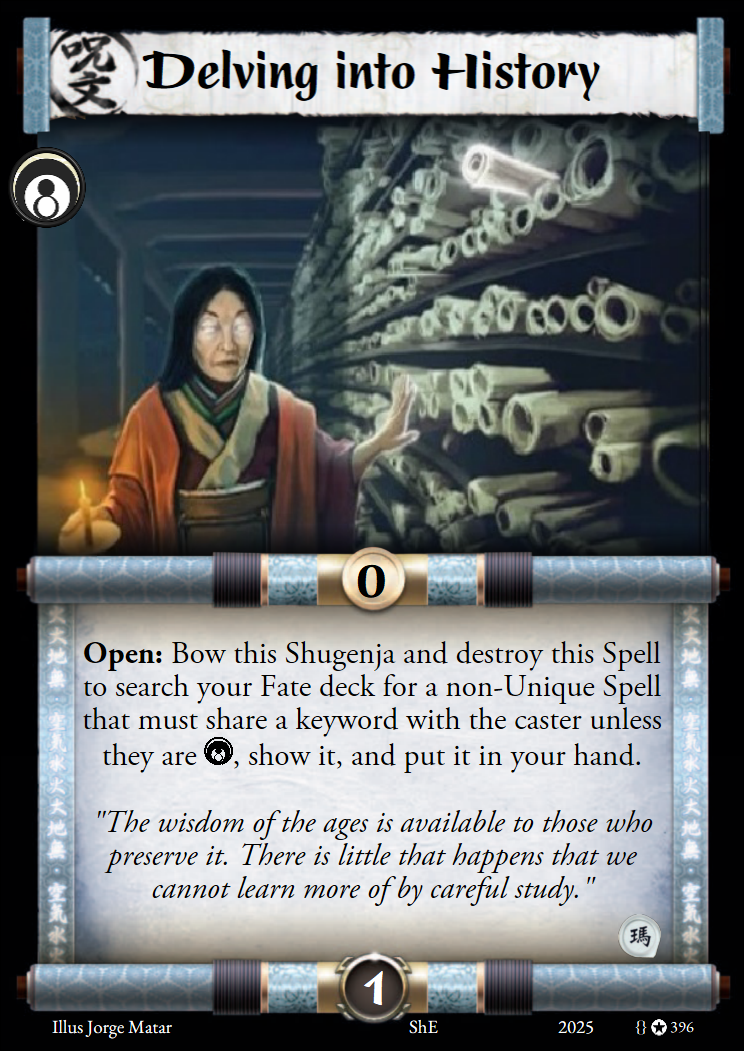 呪文
Delving into History
0
Open: Bow this Shugenja and destroy this Spell
to search your Fate deck for a non-Unique Spell
that must share a keyword with the caster unless
they are , show it, and put it in your hand.
"The wisdom of the ages is available to those who
preserve it. There is little that happens that we
cannot learn more of by careful study."
瑪
1
Illus Jorge Matar
ShE
2025
{} 396